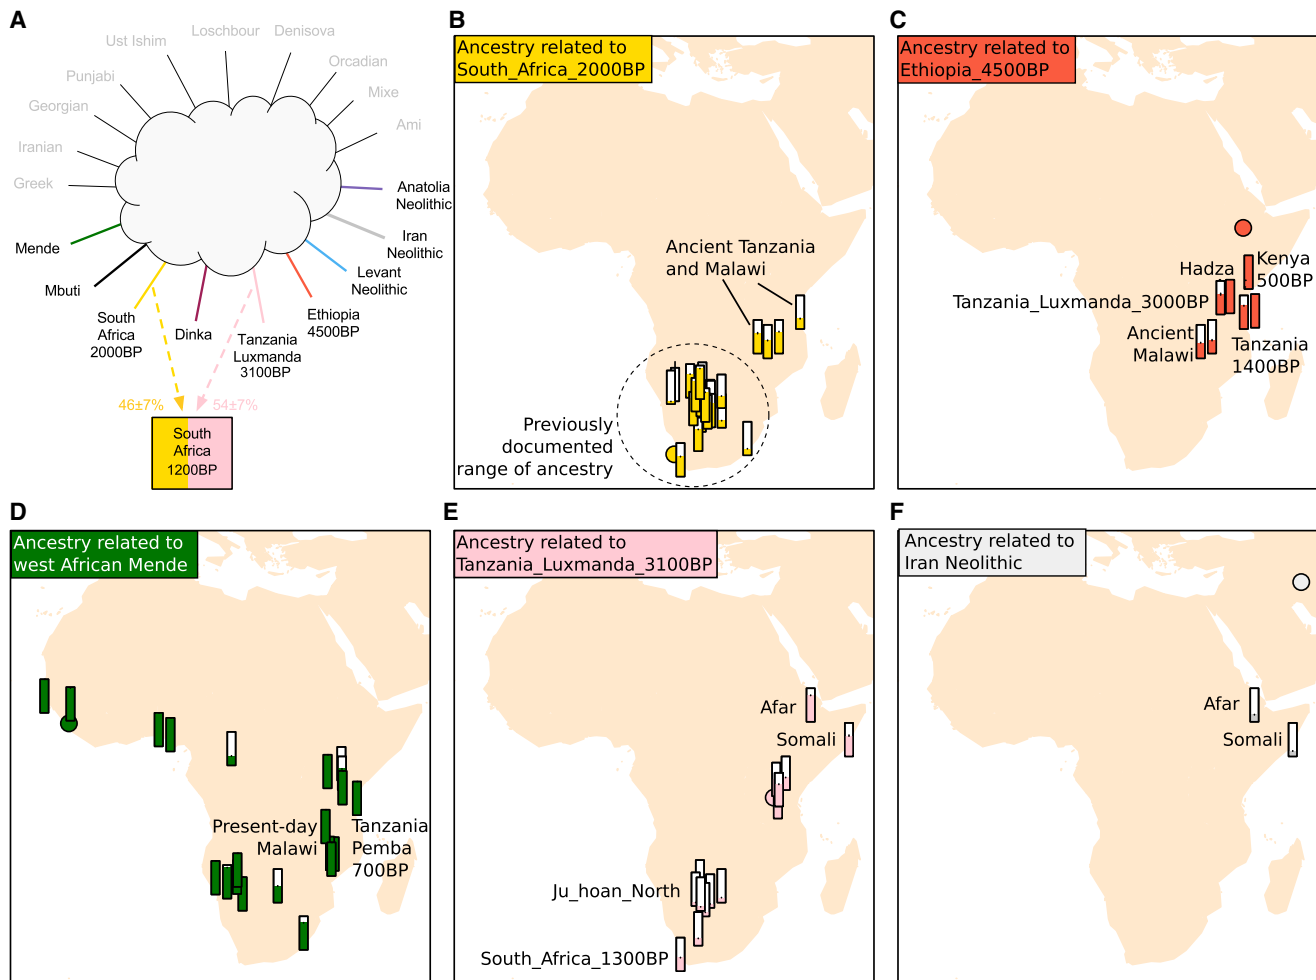 A
Ust Ishim
Loschbour
Denisova
Punjabi
Orcadian
Georgian
Mixe
Iranian
Ami
Greek
Anatolia
Neolithic
Mende
Iran
Neolithic
Mbuti
Levant
Neolithic
South
Africa
2000BP
Dinka
Tanzania
Luxmanda
3100BP
Ethiopia
4500BP
46±7%
54±7%
South
Africa
1200BP
B
Ancestry related to
South_Africa_2000BP
Ancient Tanzania
and Malawi
Previously
documented
range of ancestry
C
Ancestry related to
Ethiopia_4500BP
Hadza
Kenya
500BP
Tanzania_Luxmanda_3000BP
Ancient
Malawi
Tanzania
1400BP
D
Ancestry related to
west African Mende
Present-day
Malawi
Tanzania
Pemba
700BP
E
Ancestry related to
Tanzania_Luxmanda_3100BP
Afar
Somali
Ju_hoan_North
South_Africa_1300BP
F
Ancestry related to
Iran Neolithic
Afar
Somali